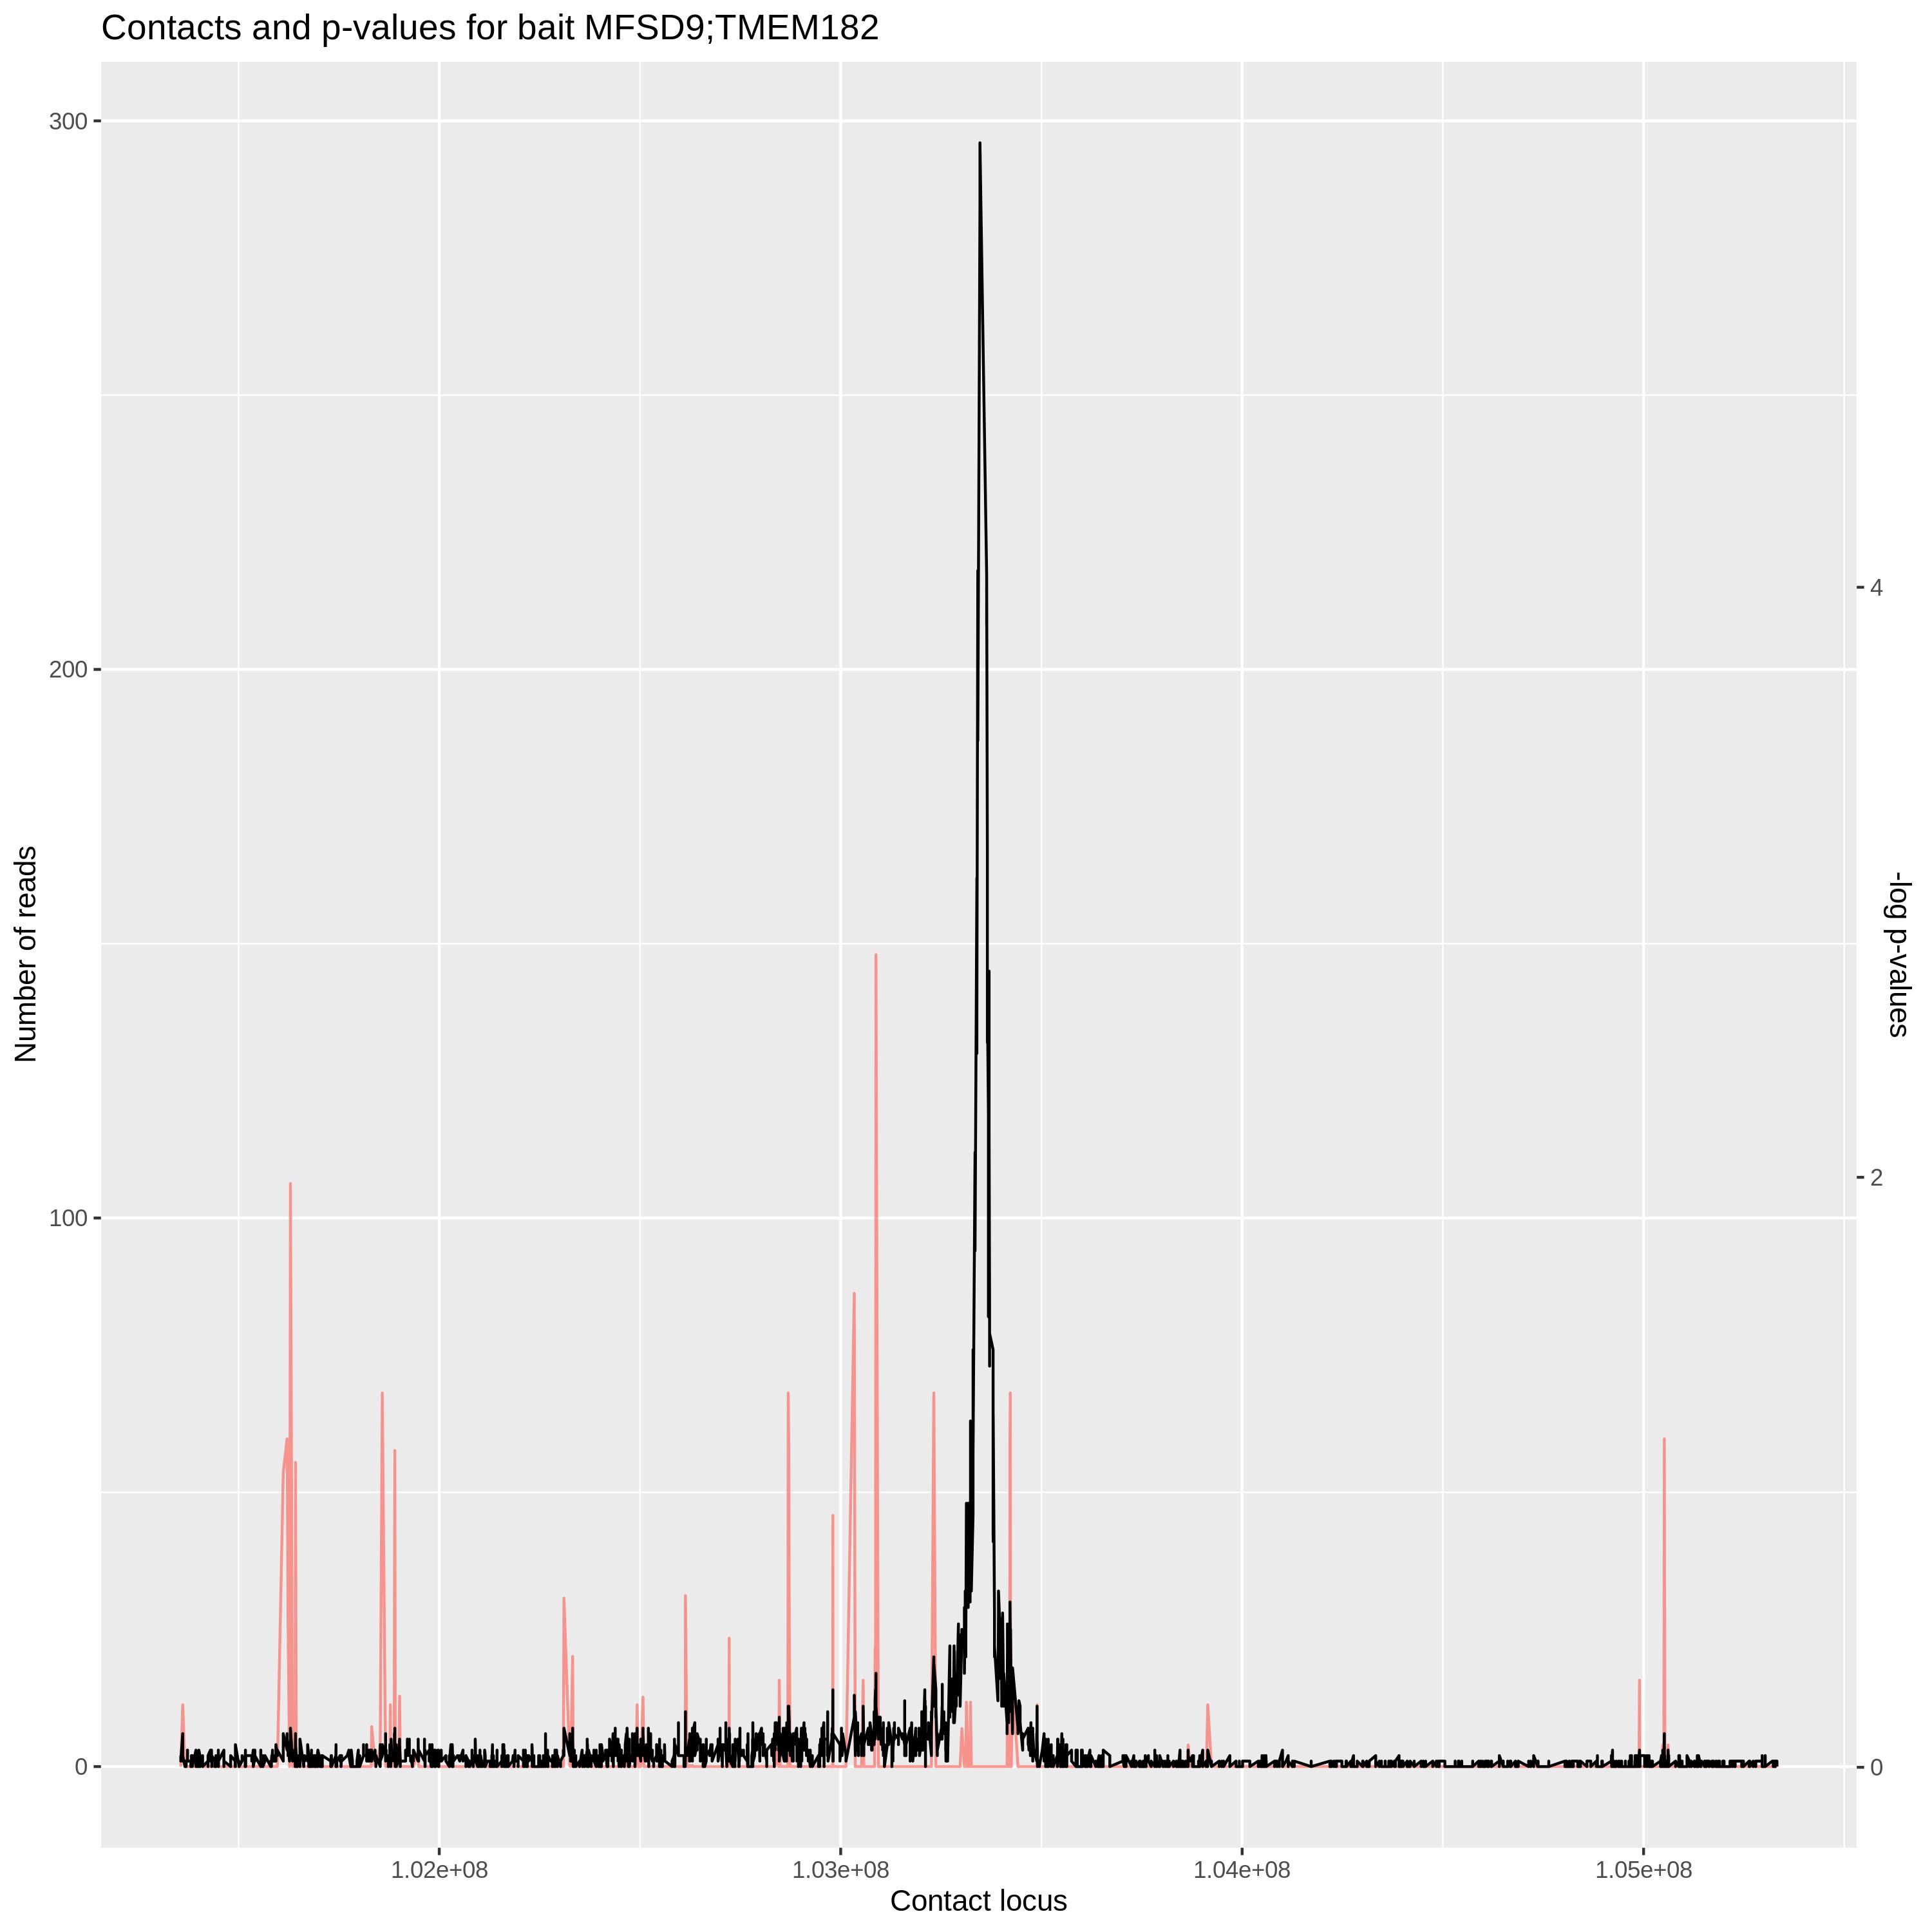 Contacts and p-values for bait MFSD9;TMEM182
300
200
100
0
Number of reads
4
2
0
-log p-values
1.02e+08 1.03e+08 1.04e+08 1.05e+08
Contact locus